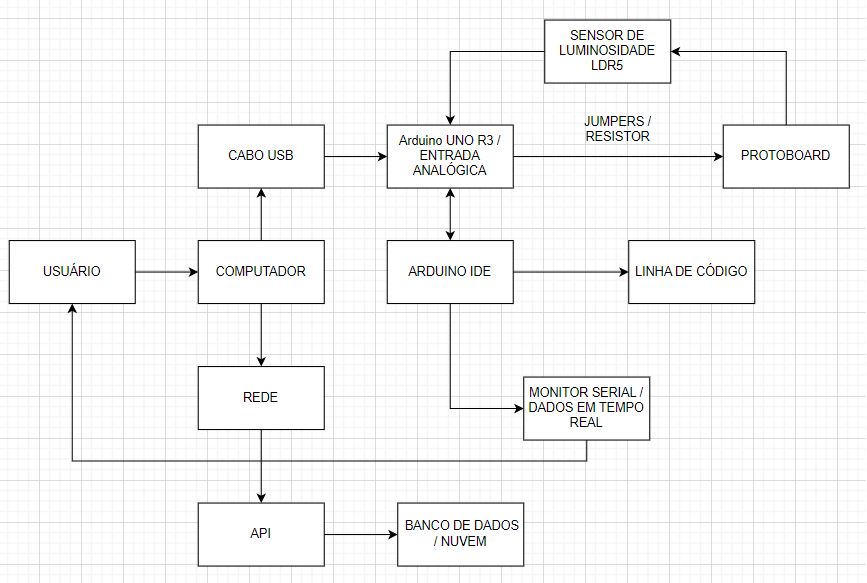 SENSOR DE
LUMINOSIDADE
LDR5
JUMPERS /
RESISTOR
CABO USB
Arduino UNO R3 /
ENTRADA
ANALÓGICA
PROTOBOARD
USUÁRIO
COMPUTADOR
ARDUINO IDE
LINHA DE CÓDIGO
REDE
MONITOR SERIAL /
DADOS EM TEMPO
REAL
API
BANCO DE DADOS
/ NUVEM